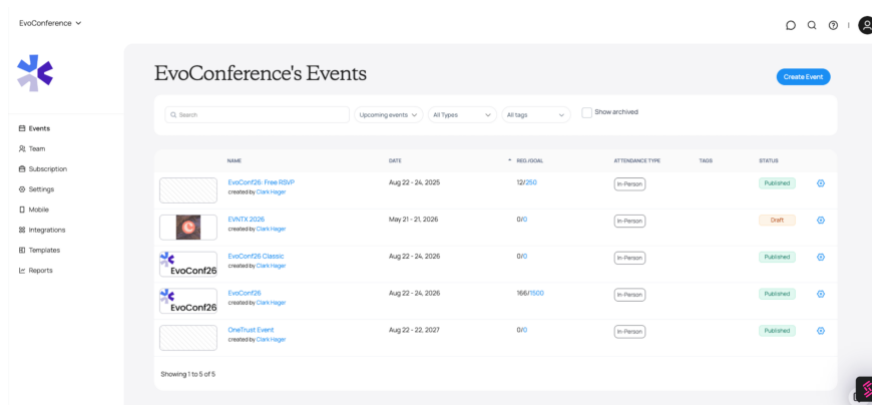 EvoConference
EvoConference's Events
Create Event
Search
Upcoming events
All Types
All tags
Show archived
Events
Team
Subscription
Settings
Mobile
Integrations
Templates
Reports
NAME DATE REG./GOAL ATTENDANCE TYPE TAGS STATUS
EvoConf26: Free RSVP Aug 22 - 24, 2025 12/250 In-Person Published
created by Clark Hager
EVNTX 2026 May 21 - 21, 2026 0/0 In-Person Draft
created by Clark Hager
EvoConf26 Classic Aug 22 - 24, 2026 0/0 In-Person Published
created by Clark Hager
EvoConf26
EvoConf26 Aug 22 - 24, 2026 166/1500 In-Person Published
created by Clark Hager
EvoConf26
OneTrust Event Aug 22 - 22, 2027 0/0 In-Person Published
created by Clark Hager
Showing 1 to 5 of 5